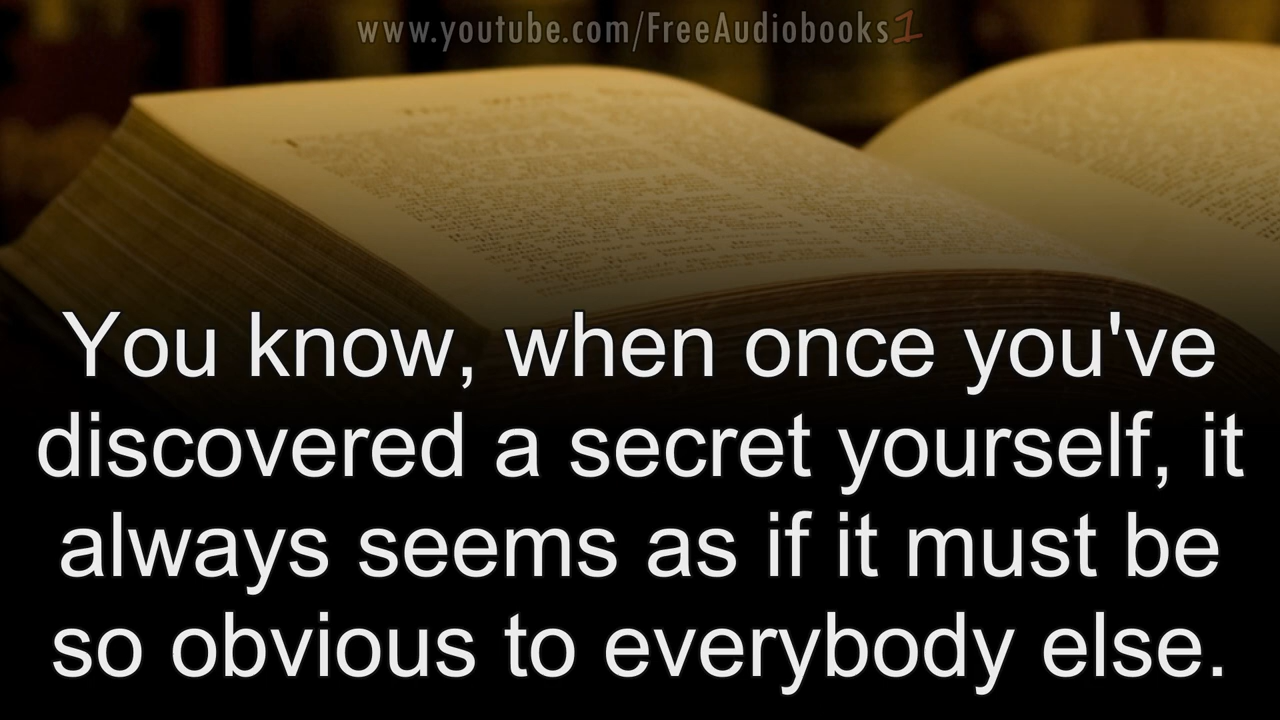 www.youtube.com/FreeAudiobooks1
You know, when once you've
discovered a secret yourself, it
always seems as if it must be
so obvious to everybody else.